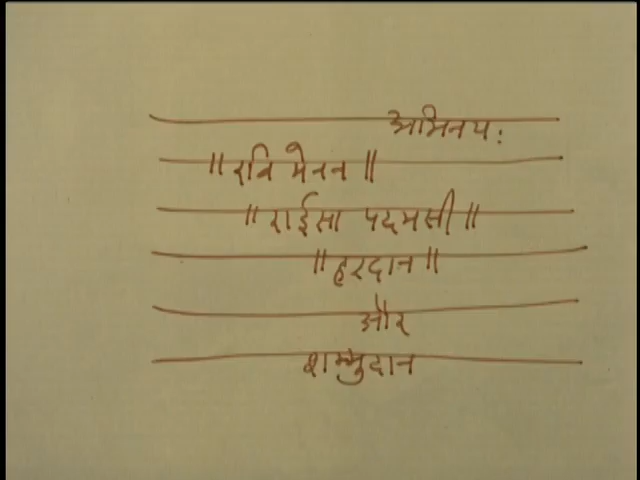 अभिनय:
॥ रवि मेनन ॥
॥ राईसा पदमसी ॥
॥ हरदान ॥
और
शम्भुदान